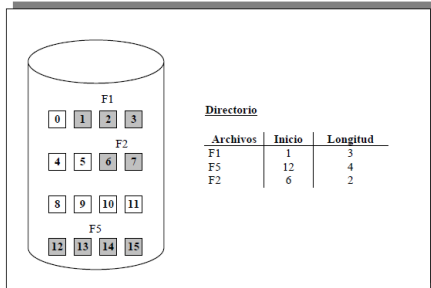 F1
0 1 2 3
F2
4 5 6 7
8 9 10 11
F5
12 13 14 15
Directorio
Archivos Inicio Longitud
F1 1 3
F5 12 4
F2 6 2